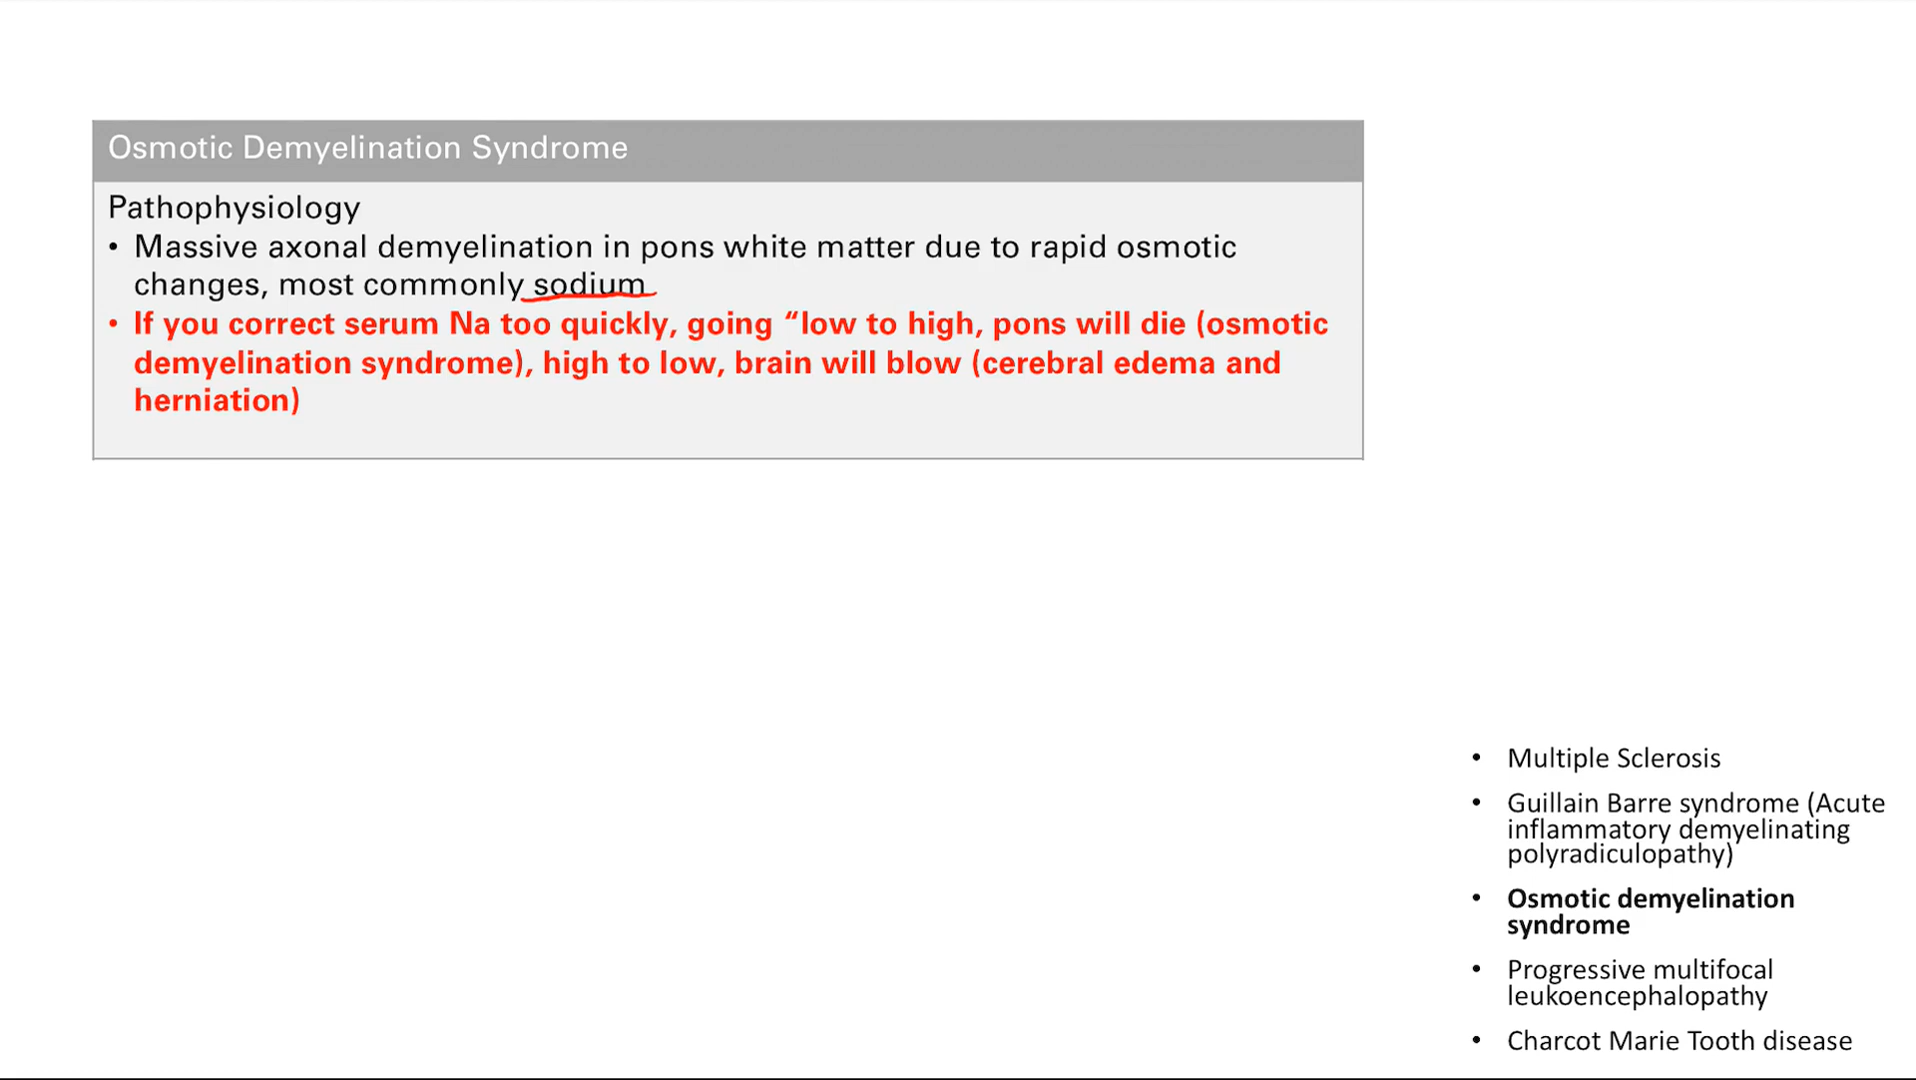 Osmotic Demyelination Syndrome
Pathophysiology
• Massive axonal demyelination in pons white matter due to rapid osmotic
changes, most commonly sodium
• If you correct serum Na too quickly, going “low to high, pons will die (osmotic
demyelination syndrome), high to low, brain will blow (cerebral edema and
herniation)
• Multiple Sclerosis
• Guillain Barre syndrome (Acute
inflammatory demyelinating
polyradiculopathy)
• Osmotic demyelination
syndrome
• Progressive multifocal
leukoencephalopathy
• Charcot Marie Tooth disease